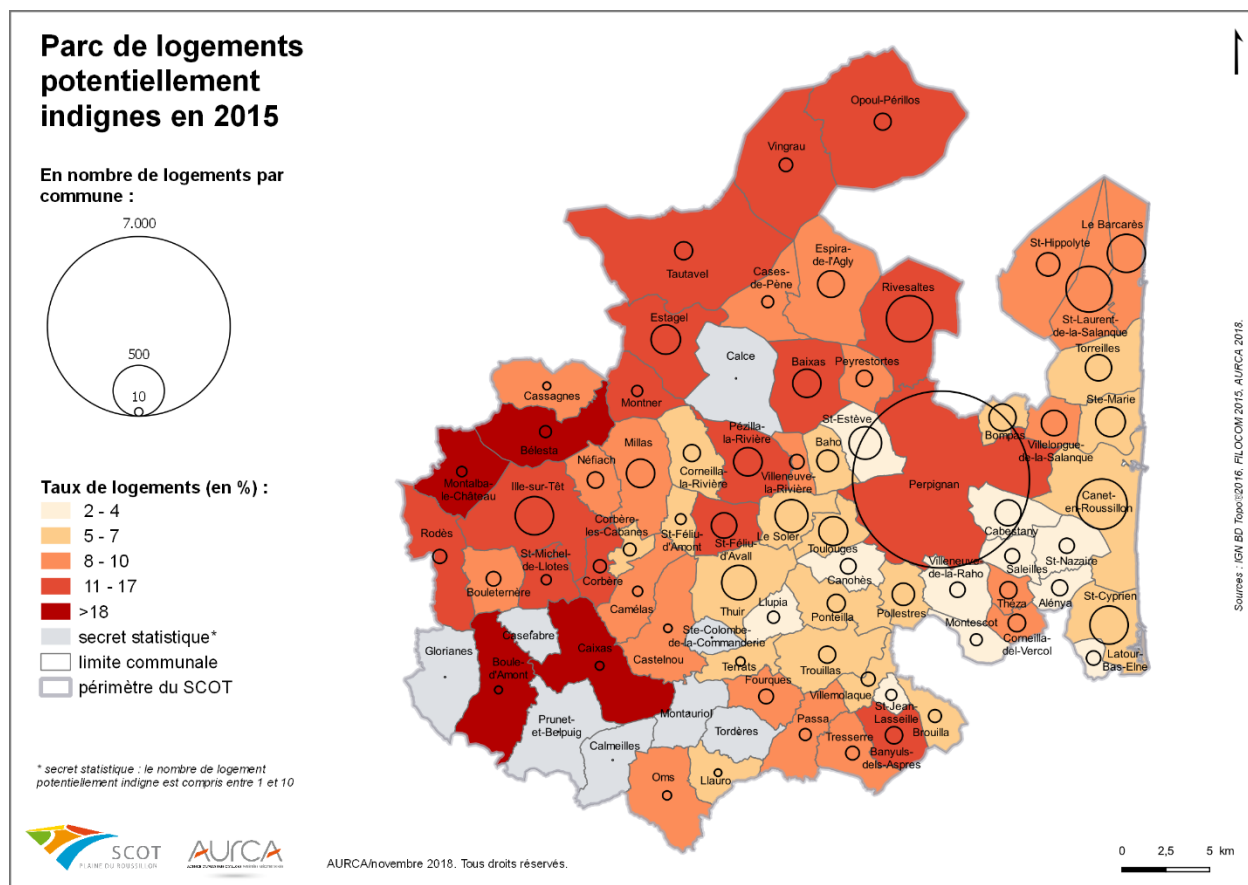 Parc de logements
potentiellement
indignes en 2015
En nombre de logements par
commune :
7.000
500
10
Taux de logements (en %) :
2 - 4
5 - 7
8 - 10
11 - 17
>18
secret statistique*
limite communale
périmètre du SCOT
* secret statistique : le nombre de logement
potentiellement indigne est compris entre 1 et 10
SCOT
PLAINE DU ROUSSILLON
AURCA
AURCA/novembre 2018. Tous droits réservés.
Opoul-Périllos
Vingrau
Tautavel
Cases-
de-Pène
Espira-
de-l'Agly
Rivesaltes
St-Hippolyte
Le Barcarès
St-Laurent-
de-la-Salanque
Torreilles
Ste-Marie
Estagel
Calce
Baixas
Peyrestortes
Cassagnes
Montner
Bélesta
Montalba-
le-Château
Millas
Néfiach
Corneilla-
la-Rivière
Pézilla-
la-Rivière
Villeneuve-
la-Rivière
Baho
St-Estève
Bompas
Villelongue-
de-la-Salanque
Perpignan
Canet-
en-Roussillon
Ille-sur-Têt
Rodès
Corbère-
les-Cabanes
St-Féliu-
d'Amont
St-Féliu-
d'Avall
Le Soler
Toulouges
Cabestany
St-Michel-
de-Llotes
Bouleternère
Corbère
Camélas
Thuir
Canohès
Villeneuve-
de-la-Raho
Saleilles
St-Nazaire
Alénya
Théza
St-Cyprien
Corneilla-
del-Vercol
Latour-
Bas-Elne
Montescot
Pollestres
Ponteilla
Llupia
Ste-Colombe-
de-la-Commanderie
Castelnou
Terrats
Trouillas
Casefabre
Caixas
Glorianes
Boule-
d'Amont
Prunet-
et-Belpuig
Calmeilles
Montauriol
Tordères
Fourques
Villemolaque
St-Jean-
Lasseille
Brouilla
Passa
Tresserre
Banyuls-
dels-Aspres
Oms
Llauro
0 2,5 5 km
Sources : IGN BD Topo®2016, FILOCOM 2015, AURCA 2018.